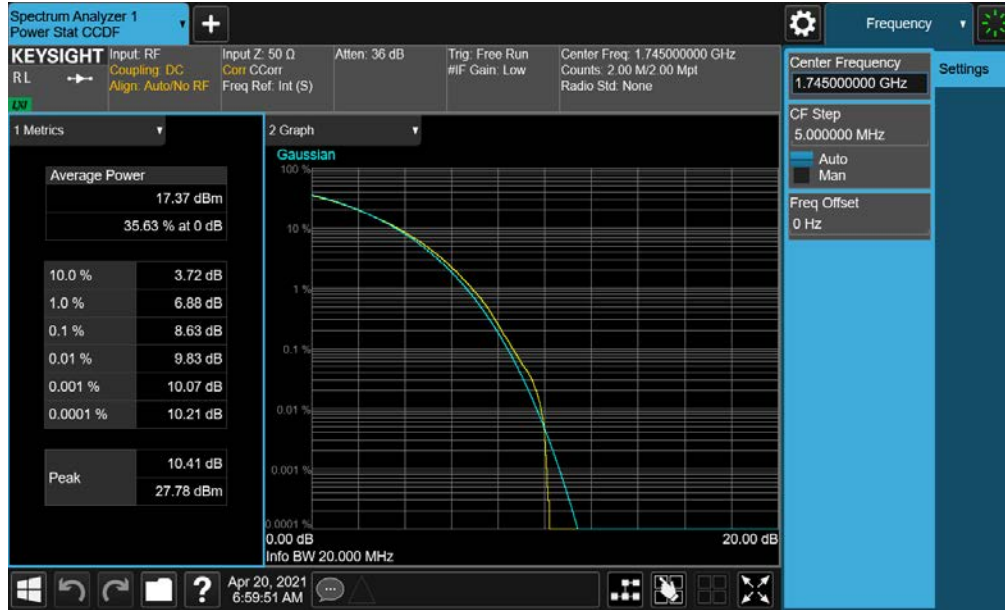 Spectrum Analyzer 1
Power Stat CCDF
+
Frequency
KEYSIGHT
RL
LXI
Input: RF
Coupling: DC
Align: Auto/No RF
Input Z: 50 Ω
Corr CCorr
Freq Ref: Int (S)
Atten: 36 dB
Trig: Free Run
#IF Gain: Low
Center Freq: 1.745000000 GHz
Counts: 2.00 M/2.00 Mpt
Radio Std: None
Center Frequency
1.745000000 GHz
Settings
CF Step
5.000000 MHz
Auto
Man
Freq Offset
0 Hz
1 Metrics
Average Power
17.37 dBm
35.63 % at 0 dB
10.0 % 3.72 dB
1.0 % 6.88 dB
0.1 % 8.63 dB
0.01 % 9.83 dB
0.001 % 10.07 dB
0.0001 % 10.21 dB
Peak
10.41 dB
27.78 dBm
2 Graph
Gaussian
100 %
10 %
1 %
0.1 %
0.01 %
0.001 %
0.0001 %
0.00 dB 20.00 dB
Info BW 20.000 MHz
?
Apr 20, 2021
6:59:51 AM